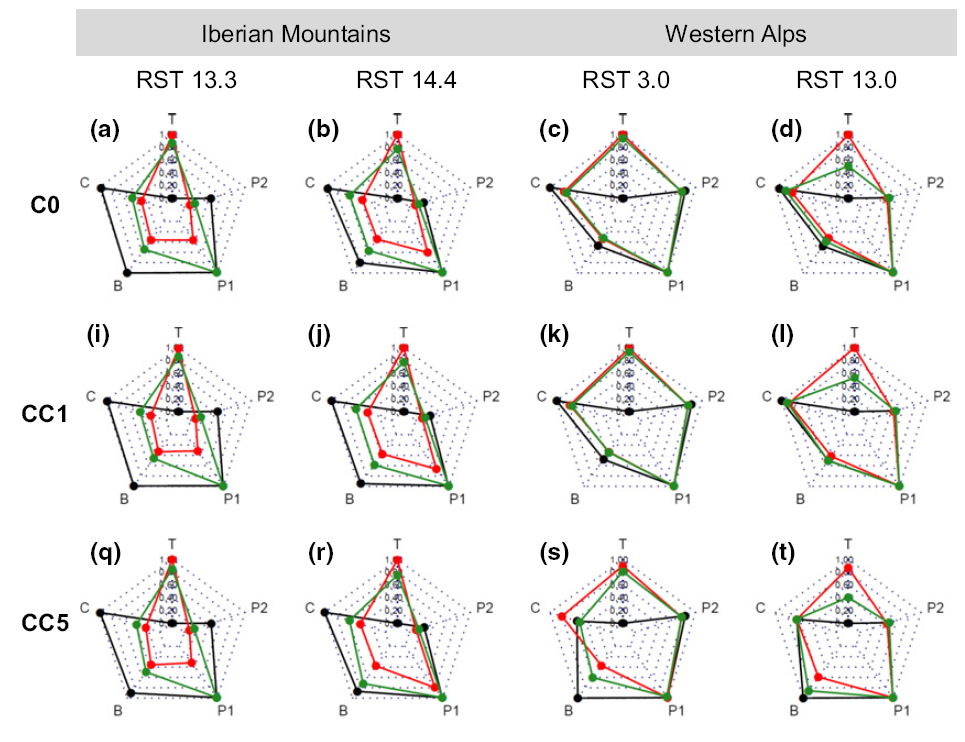 Iberian Mountains Western Alps
RST 13.3 RST 14.4 RST 3.0 RST 13.0
(a) T (b) T (c) T (d) T
C P2 C P2 C P2 C P2
C0
B P1 B P1 B P1 B P1
(i) T (j) T (k) T (l) T
C P2 C P2 C P2 C P2
CC1
B P1 B P1 B P1 B P1
(q) T (r) T (s) T (t) T
C P2 C P2 C P2 C P2
CC5
B P1 B P1 B P1 B P1